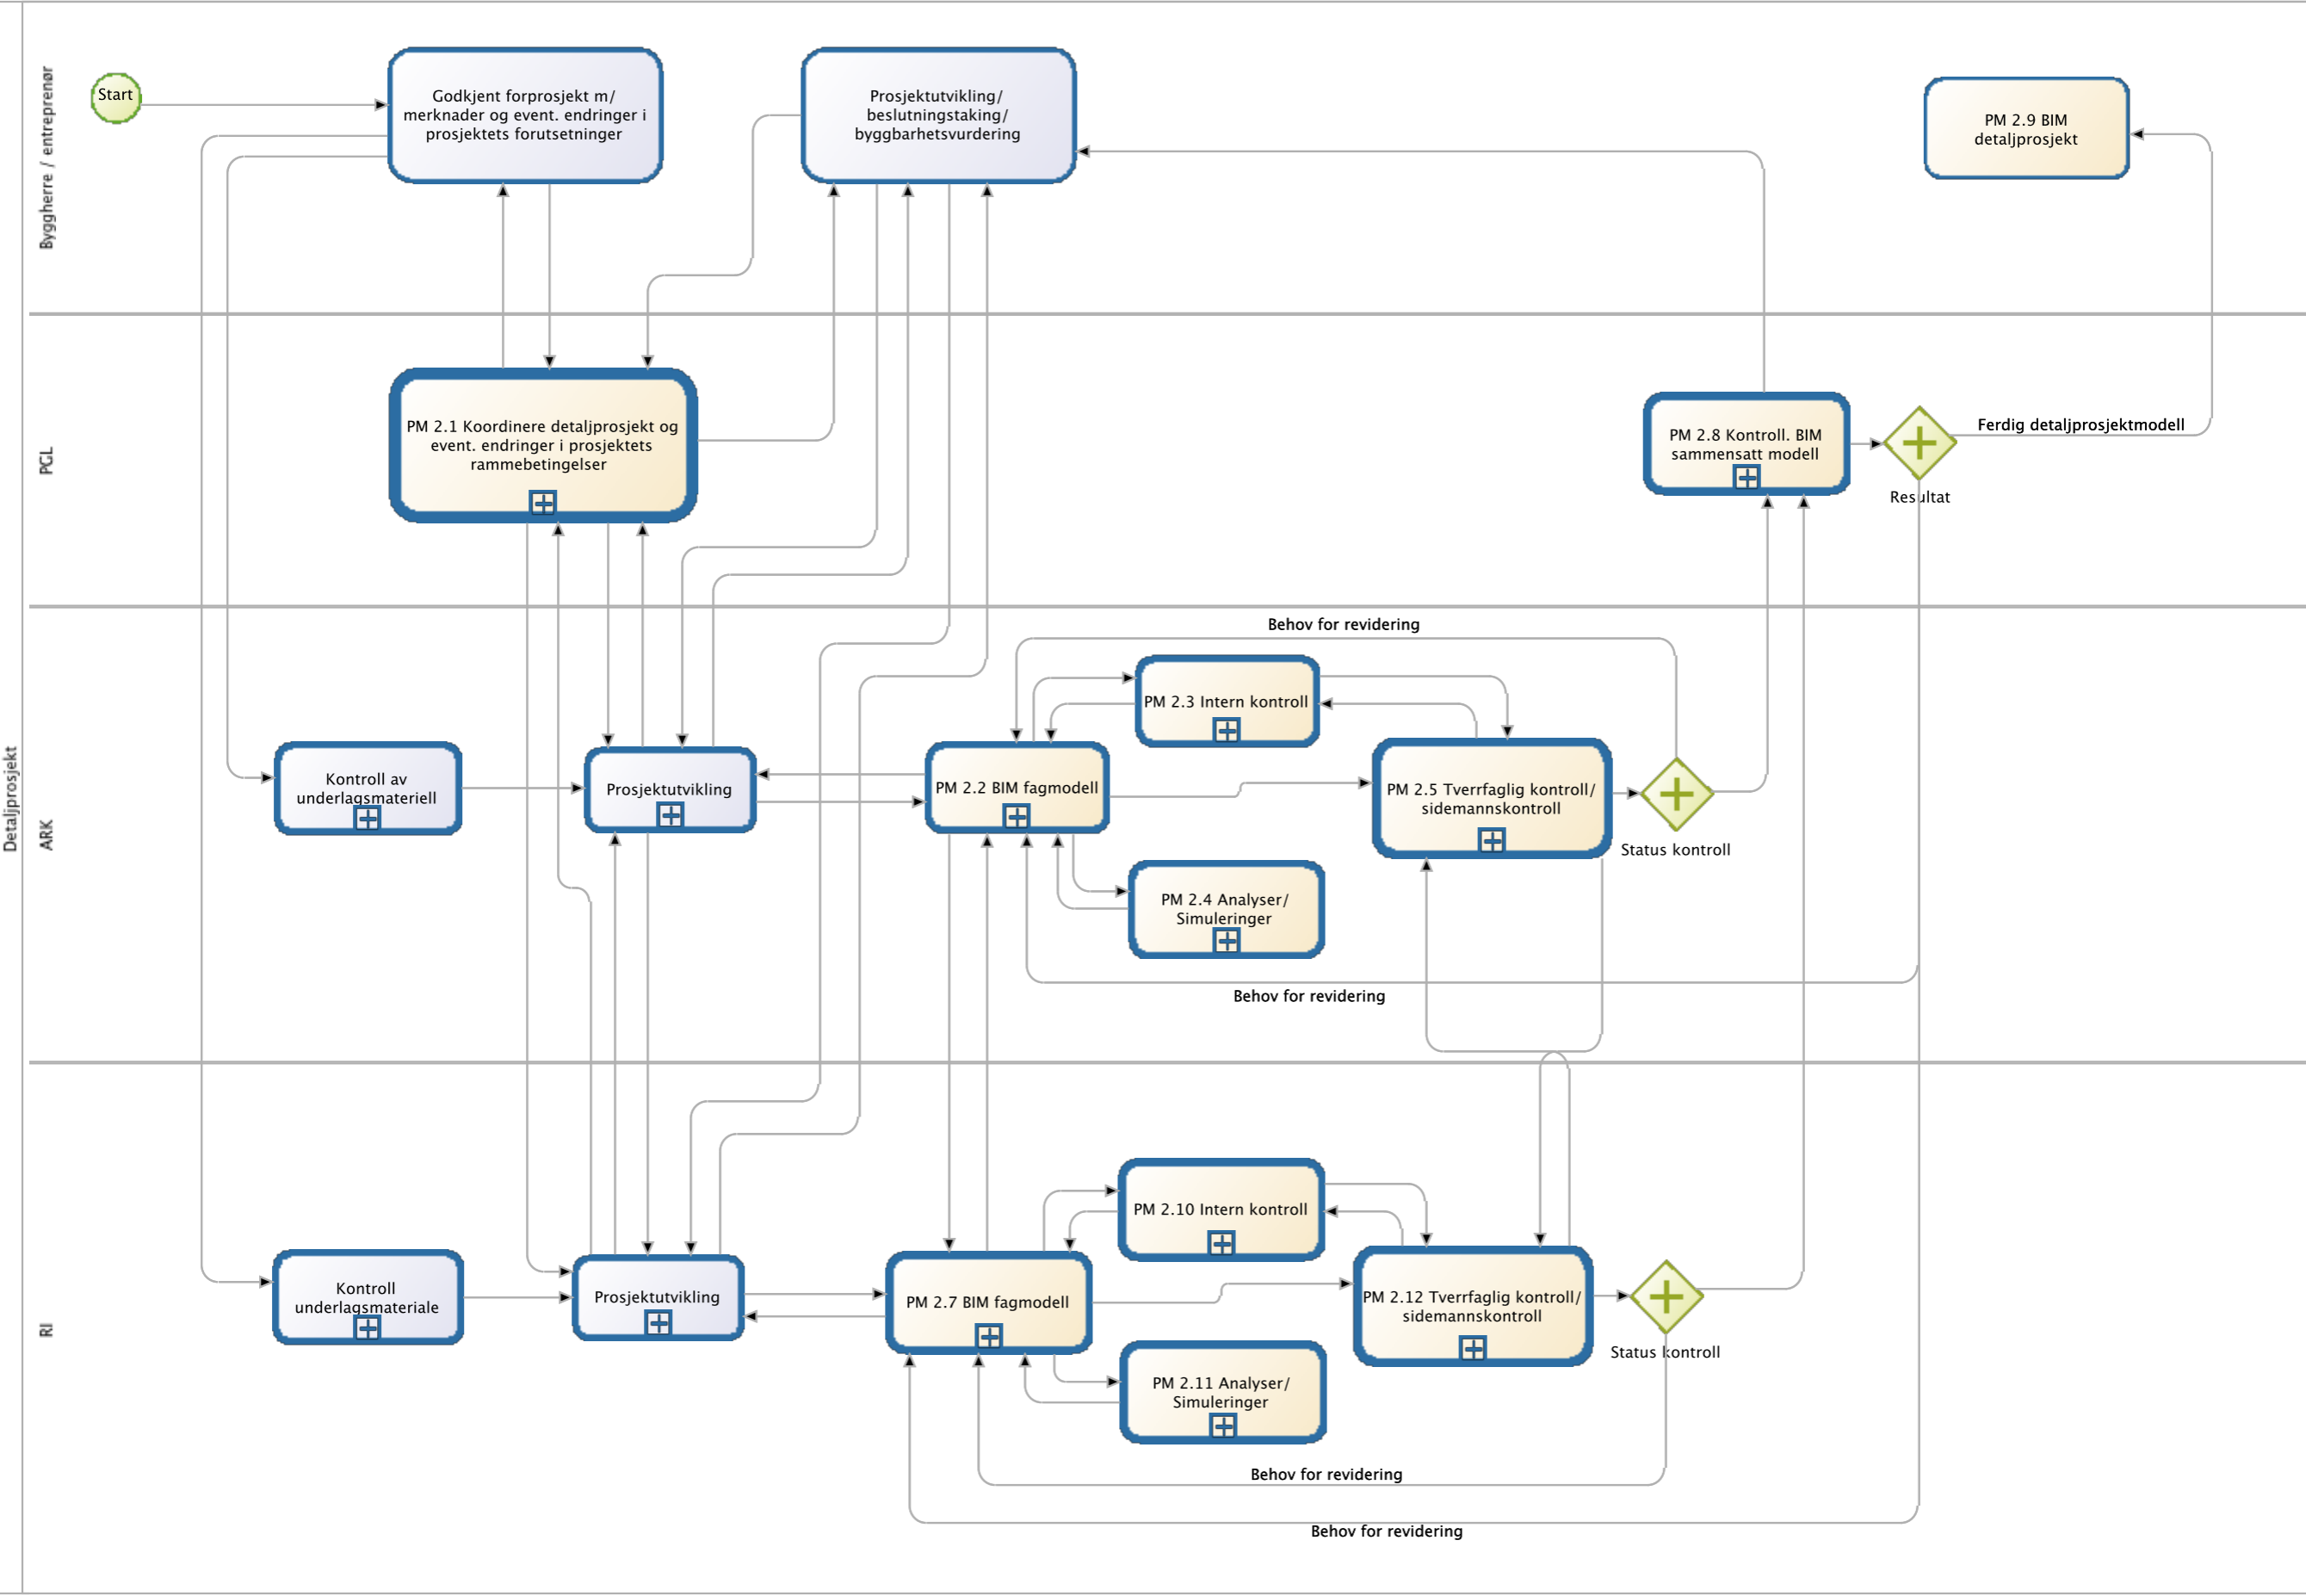 Detaljprosjekt
Byggherre / entreprenør
Start
Godkjent forprosjekt m/
merknader og event. endringer i
prosjektets forutsetninger
Prosjektutvikling/
beslutningstaking/
byggbarhetsvurdering
PM 2.9 BIM
detaljprosjekt
PGL
PM 2.1 Koordinere detaljprosjekt og
event. endringer i prosjektets
rammebetingelser
PM 2.8 Kontroll. BIM
sammensatt modell
Ferdig detaljprosjektmodell
Resultat
ARK
Behov for revidering
PM 2.3 Intern kontroll
Kontroll av
underlagsmateriell
Prosjektutvikling
PM 2.2 BIM fagmodell
PM 2.5 Tverrfaglig kontroll/
sidemannskontroll
Status kontroll
PM 2.4 Analyser/
Simuleringer
Behov for revidering
RI
PM 2.10 Intern kontroll
Kontroll
underlagsmateriale
Prosjektutvikling
PM 2.7 BIM fagmodell
PM 2.12 Tverrfaglig kontroll/
sidemannskontroll
Status kontroll
PM 2.11 Analyser/
Simuleringer
Behov for revidering
Behov for revidering